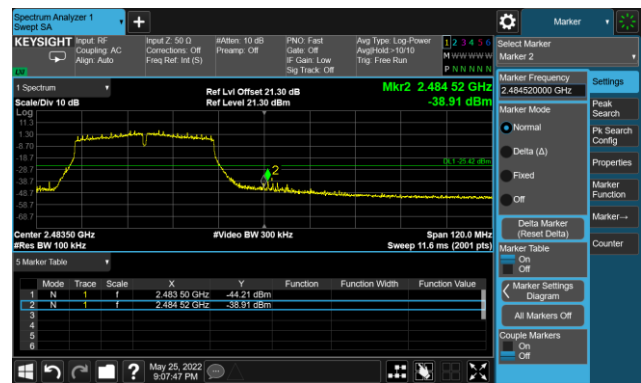 Spectrum Analyzer 1
Swept SA
Marker
KEYSIGHT
Input: RF
Coupling: AC
Align: Auto
Input Z: 50 Ω
Corrections: Off
Freq Ref: Int (S)
#Atten: 10 dB
Preamp: Off
PNO: Fast
Gate: Off
IF Gain: Low
Sig Track: Off
Avg Type: Log-Power
Avg|Hold:>10/10
Trig: Free Run
1 2 3 4 5 6
M W W W W W
P N N N N N
LW
Select Marker
Marker 2
1 Spectrum
Scale/Div 10 dB
Log
Ref Lvl Offset 21.30 dB
Ref Level 21.30 dBm
Mkr2 2.484 52 GHz
-38.91 dBm
11.3
1.30
-8.70
-18.7
-28.7
-38.7
-48.7
-58.7
-68.7
DL1 -25.42 dBm
2
Center 2.48350 GHz
#Res BW 100 kHz
#Video BW 300 kHz
Span 120.0 MHz
Sweep 11.6 ms (2001 pts)
5 Marker Table
Mode Trace Scale X Y Function Function Width Function Value
1 N 1 f 2.483 50 GHz -44.21 dBm
2 N 1 f 2.484 52 GHz -38.91 dBm
3
4
5
6
Marker Frequency
2.484520000 GHz
Marker Mode
Normal
Delta (Δ)
Fixed
Off
Delta Marker
(Reset Delta)
Marker Table
On
Off
Marker Settings
Diagram
All Markers Off
Couple Markers
On
Off
Settings
Peak
Search
Pk Search
Config
Properties
Marker
Function
Marker→
Counter
?
May 25, 2022
9:07:47 PM